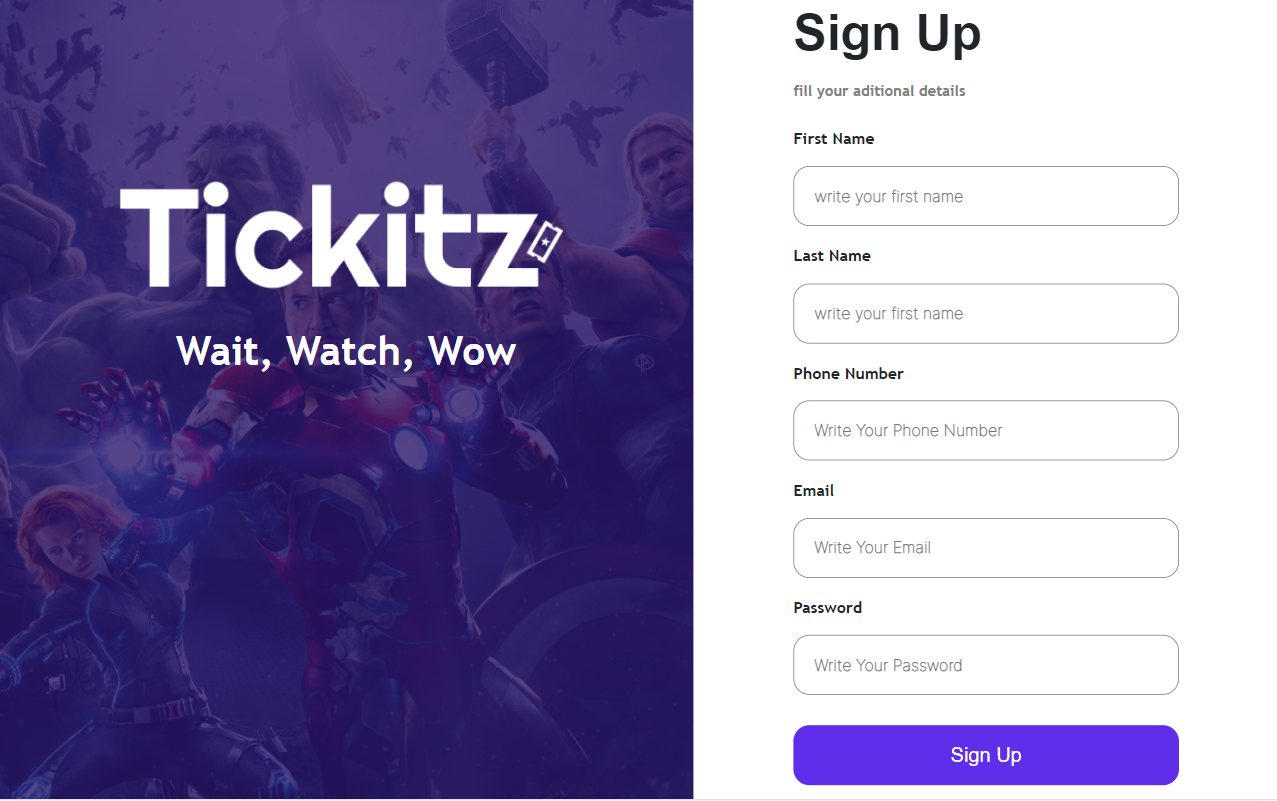 Tickitz
Wait, Watch, Wow
Sign Up
fill your aditional details
First Name
write your first name
Last Name
write your first name
Phone Number
Write Your Phone Number
Email
Write Your Email
Password
Write Your Password
Sign Up